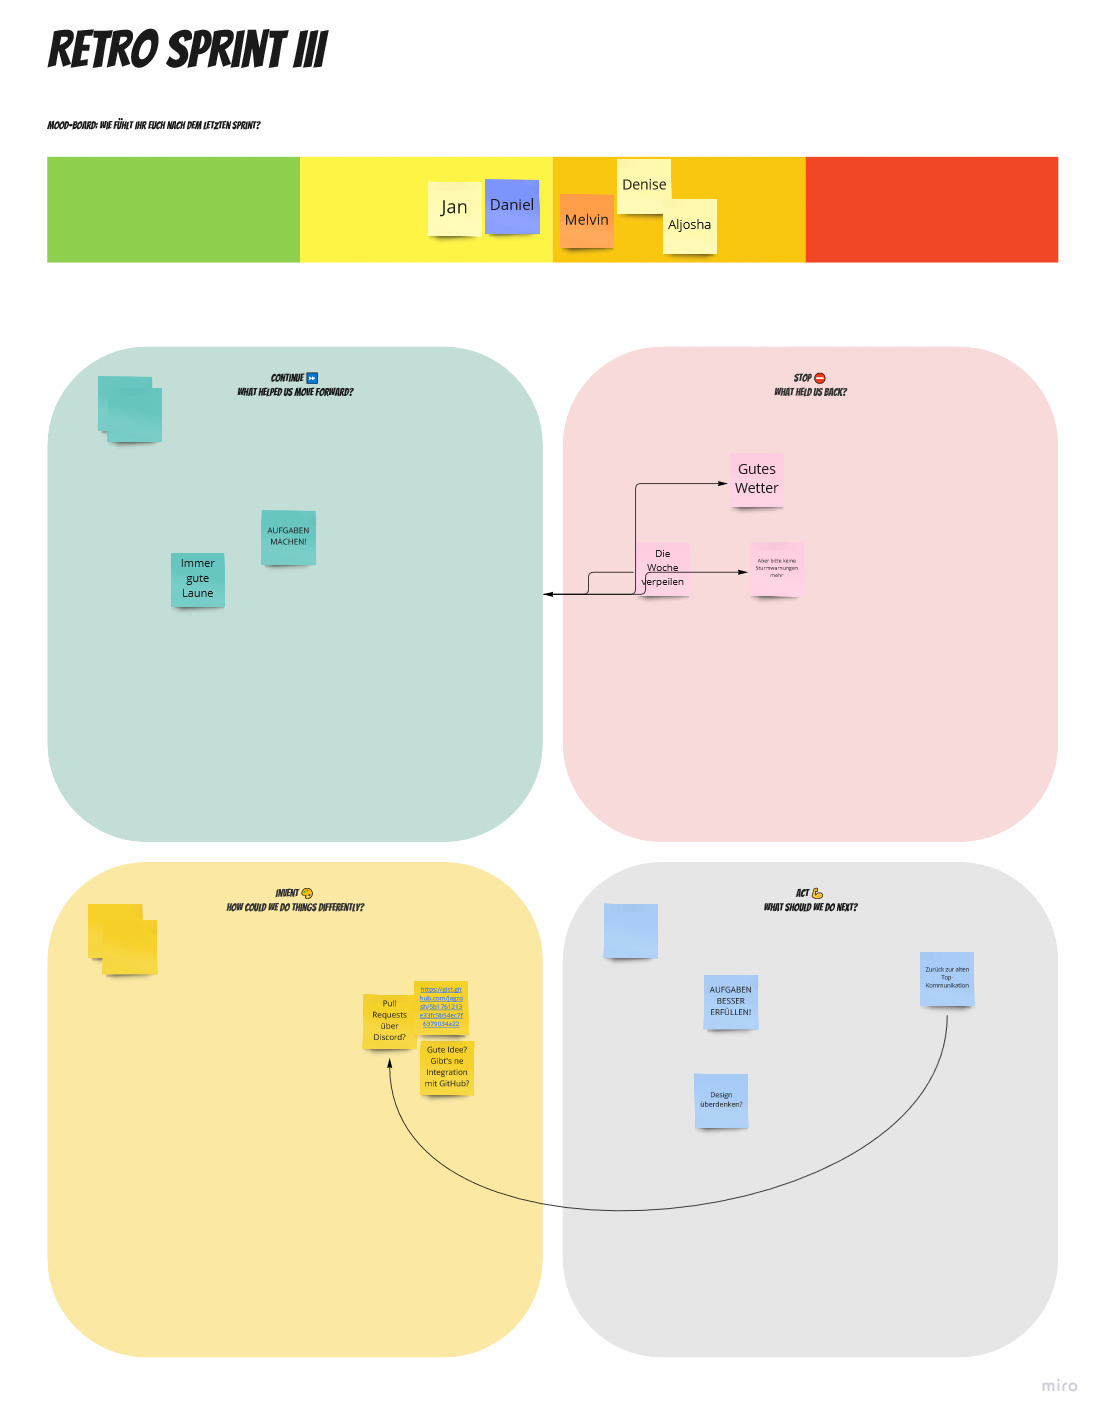 RETRO SPRINT III
MOOD-BOARD: WIE FÜHLT IHR EUCH NACH DEM LETZTEN SPRINT?
Jan
Daniel
Melvin
Denise
Aljosha
CONTINUE ⏩
WHAT HELPED US MOVE FORWARD?
AUFGABEN
MACHEN!
Immer
gute
Laune
STOP ⛔
WHAT HELD US BACK?
Gutes
Wetter
Die
Woche
verpeilen
Aber bitte keine
Sturmwarnungen
mehr
INVENT 🎨
HOW COULD WE DO THINGS DIFFERENTLY?
Pull
Requests
über
Discord?
https://gist.git
hub.com/jagro
Gute Idee?
Gibt's ne
Integration
mit GitHub?
ACT 💪
WHAT SHOULD WE DO NEXT?
AUFGABEN
BESSER
ERFÜLLEN!
Zurück zur alten
Top-
Kommunikation
Design
überdenken?
miro